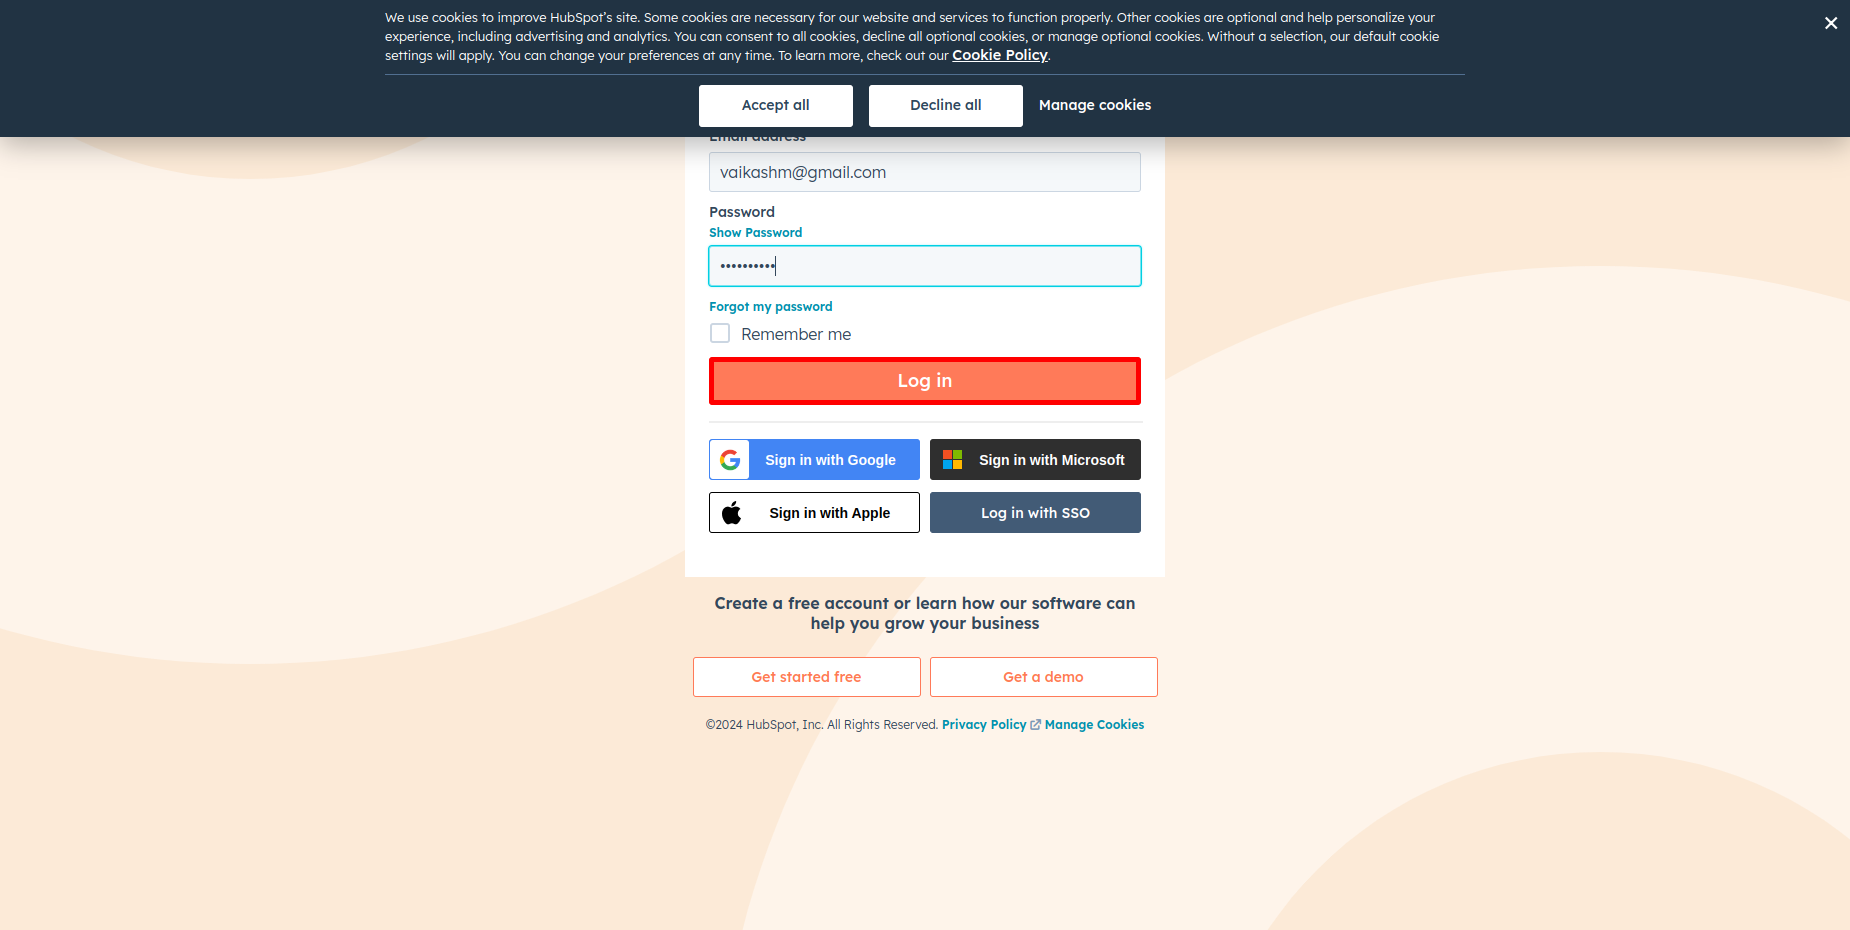 We use cookies to improve HubSpot's site. Some cookies are necessary for our website and services to function properly. Other cookies are optional and help personalize your
experience, including advertising and analytics. You can consent to all cookies, decline all optional cookies, or manage optional cookies. Without a selection, our default cookie
settings will apply. You can change your preferences at any time. To learn more, check out our Cookie Policy.
Accept all
Decline all
Manage cookies
Email address
vaikashm@gmail.com
Password
Show Password
••••••••••
Forgot my password
Remember me
Log in
Sign in with Google
Sign in with Microsoft
Sign in with Apple
Log in with SSO
Create a free account or learn how our software can
help you grow your business
Get started free
Get a demo
©2024 HubSpot, Inc. All Rights Reserved. Privacy Policy Manage Cookies